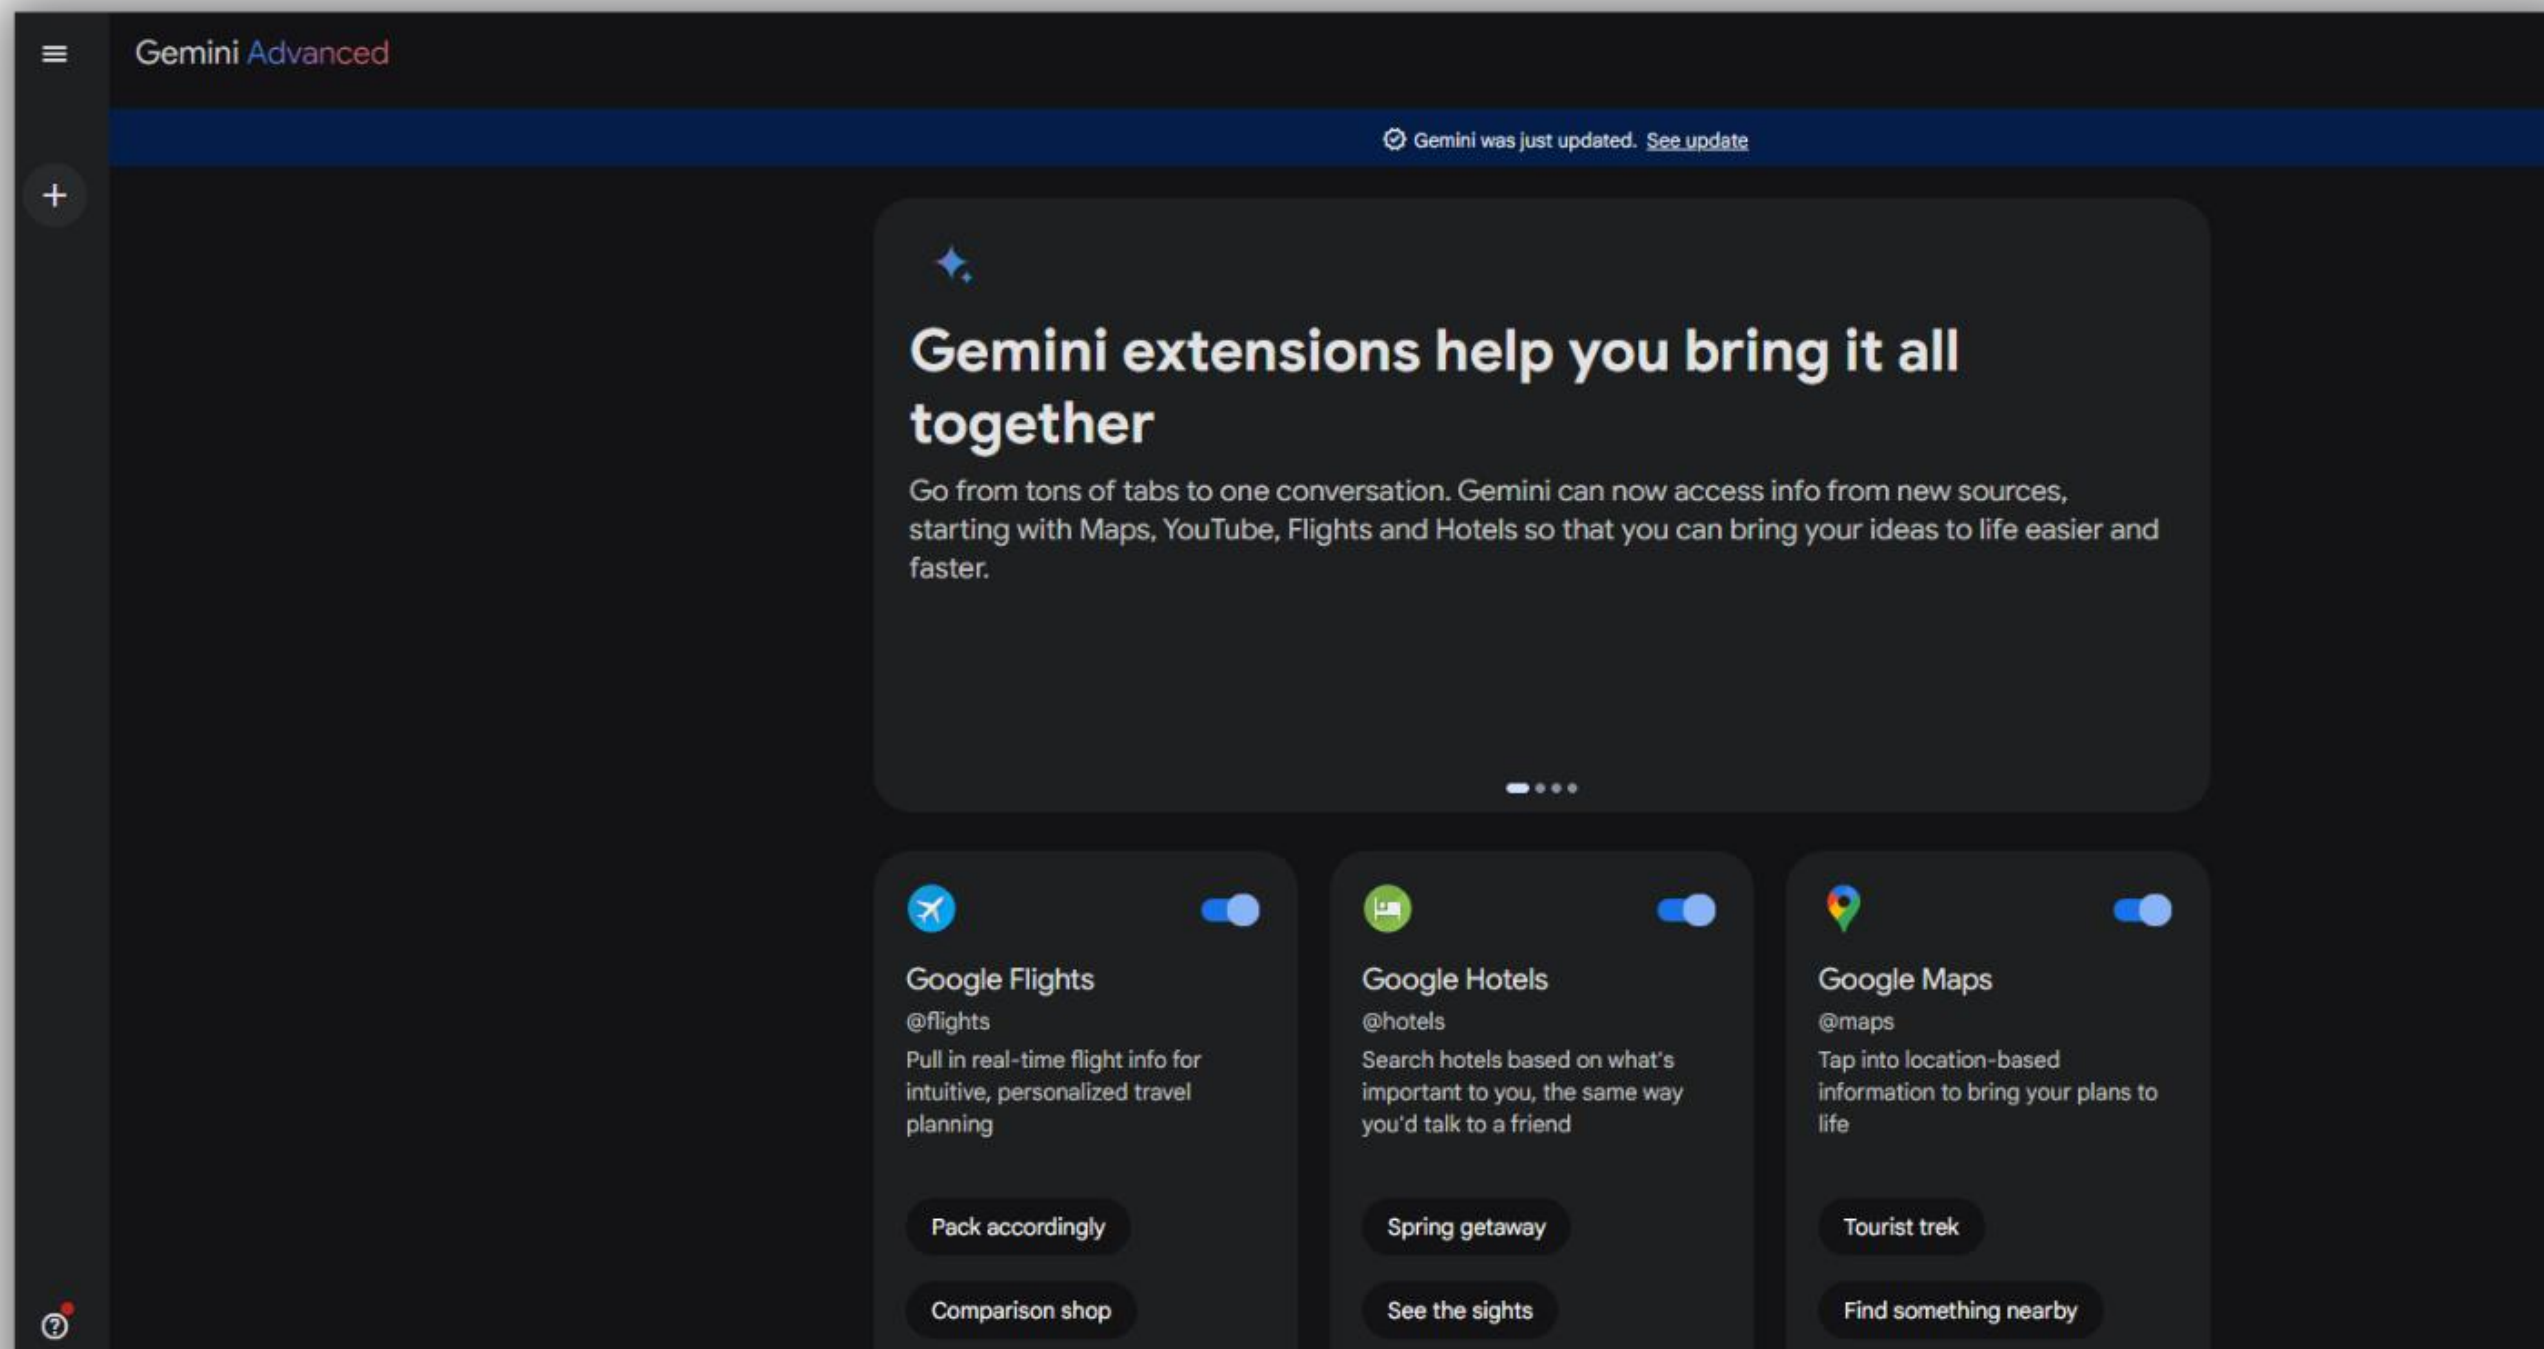 Gemini Advanced
Gemini was just updated. See update
Gemini extensions help you bring it all
together
Go from tons of tabs to one conversation. Gemini can now access info from new sources,
starting with Maps, YouTube, Flights and Hotels so that you can bring your ideas to life easier and
faster.
Google Flights
@flights
Pull in real-time flight info for
intuitive, personalized travel
planning
Pack accordingly
Comparison shop
Google Hotels
@hotels
Search hotels based on what's
important to you, the same way
you'd talk to a friend
Spring getaway
See the sights
Google Maps
@maps
Tap into location-based
information to bring your plans to
life
Tourist trek
Find something nearby